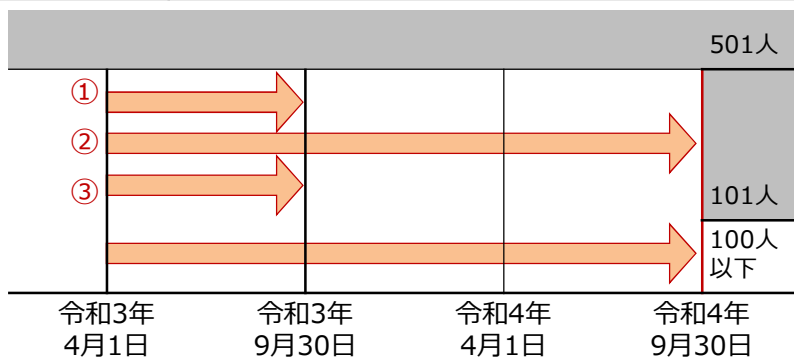 501人
①
②
③
101人
100人
以下
令和3年
4月1日
令和3年
9月30日
令和4年
4月1日
令和4年
9月30日